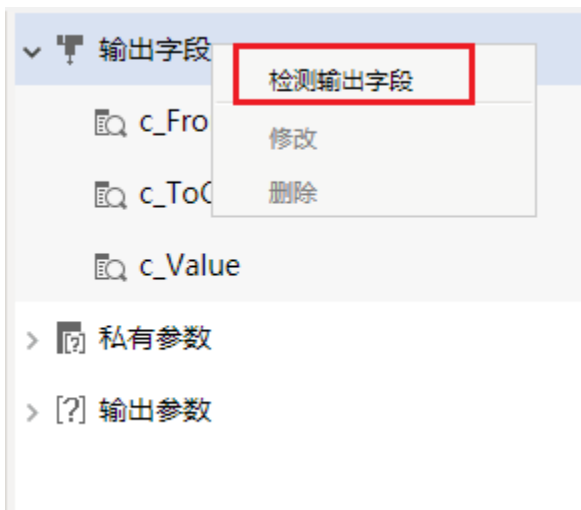 输出字段
检测输出字段
c_Fro
修改
c_To
删除
c_Value
私有参数
[?] 输出参数